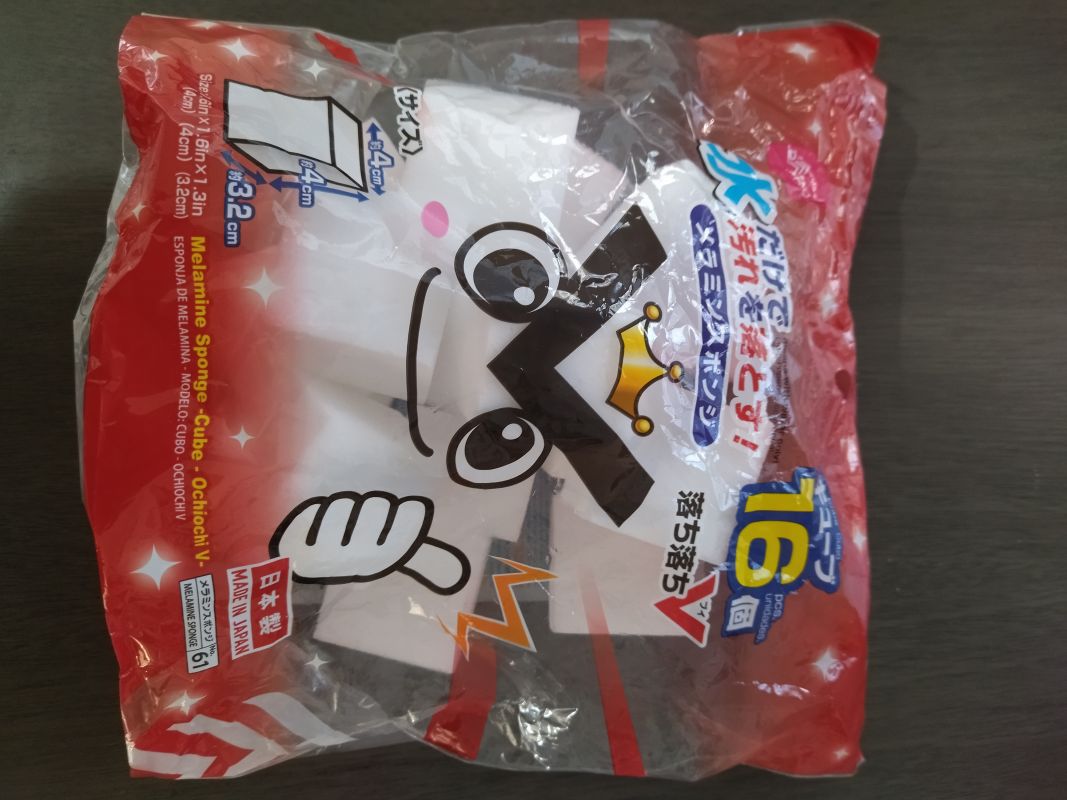 水だけで
汚れを落とす!
メラミンスポンジ
キューブ
16個
pcs.
unidades
落ち落ちV
ブイ
〈サイズ〉
約4cm
約4cm
約3.2cm
in×1.6in×1.3in
(4cm) (4cm) (3.2cm)
Melamine Sponge -Cube - Ochiochi V-
ESPONJA DE MELAMINA - MODELO: CUBO - OCHIOCHI V
日本製
MADE IN JAPAN
メラミンスポンジ
MELAMINE SPONGE
No.
61